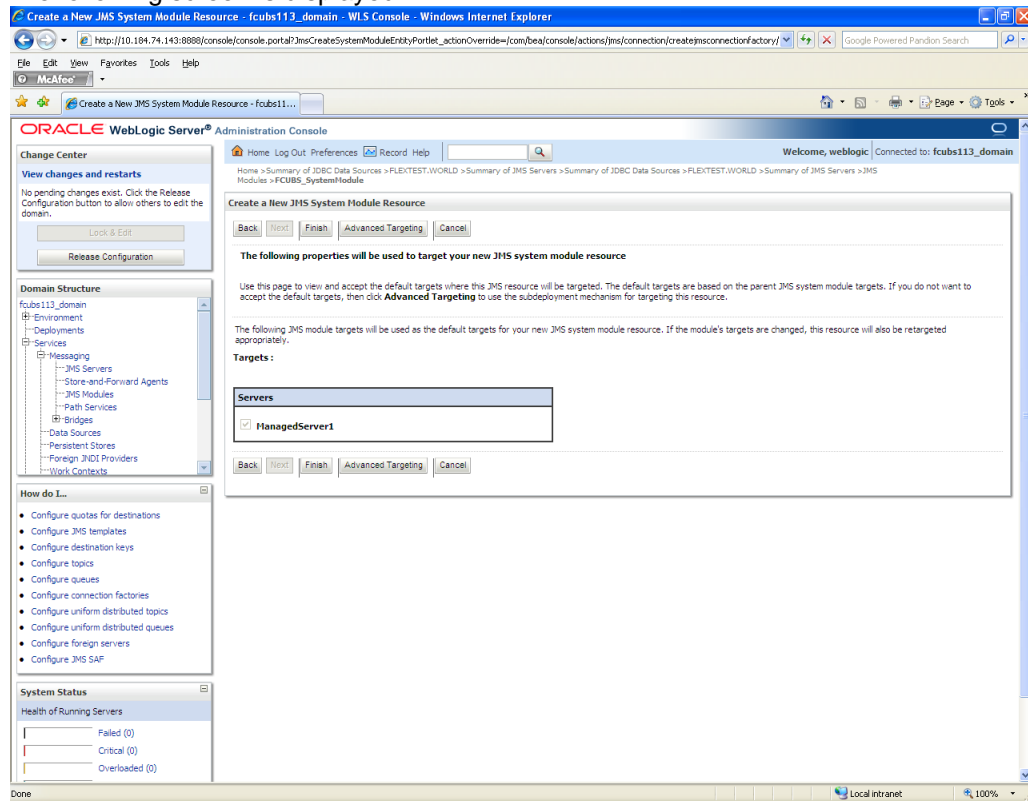 Create a New JMS System Module Resource - fcubs113_domain - WLS Console - Windows Internet Explorer
http://10.184.74.143:8888/console/console.portal?JmsCreateSystemModuleEntityPortlet_actionOverride=/com/bea/console/actions/jms/connection/createjmsconnectionfactory/
Google Powered Pandion Search
File Edit View Favorites Tools Help
McAfee
Create a New JMS System Module Resource - fcubs11...
Page Tools
ORACLE WebLogic Server® Administration Console
Change Center
View changes and restarts
No pending changes exist. Click the Release
Configuration button to allow others to edit the
domain.
Lock & Edit
Release Configuration
Domain Structure
fcubs113_domain
Environment
Deployments
Services
Messaging
JMS Servers
Store-and-Forward Agents
JMS Modules
Path Services
Bridges
Data Sources
Persistent Stores
Foreign JNDI Providers
Work Contexts
How do I...
Configure quotas for destinations
Configure JMS templates
Configure destination keys
Configure topics
Configure queues
Configure connection factories
Configure uniform distributed topics
Configure uniform distributed queues
Configure foreign servers
Configure JMS SAF
System Status
Health of Running Servers
Failed (0)
Critical (0)
Overloaded (0)
Home Log Out Preferences Record Help
Welcome, weblogic Connected to: fcubs113_domain
Home >Summary of JDBC Data Sources >FLEXTEST.WORLD >Summary of JMS Servers >Summary of JDBC Data Sources >FLEXTEST.WORLD >Summary of JMS Servers >JMS
Modules >FCUBS_SystemModule
Create a New JMS System Module Resource
Back Next Finish Advanced Targeting Cancel
The following properties will be used to target your new JMS system module resource
Use this page to view and accept the default targets where this JMS resource will be targeted. The default targets are based on the parent JMS system module targets. If you do not want to
accept the default targets, then click Advanced Targeting to use the subdeployment mechanism for targeting this resource.
The following JMS module targets will be used as the default targets for your new JMS system module resource. If the module's targets are changed, this resource will also be retargeted
appropriately.
Targets :
Servers
ManagedServer1
Back Next Finish Advanced Targeting Cancel
Done
Local intranet
100%